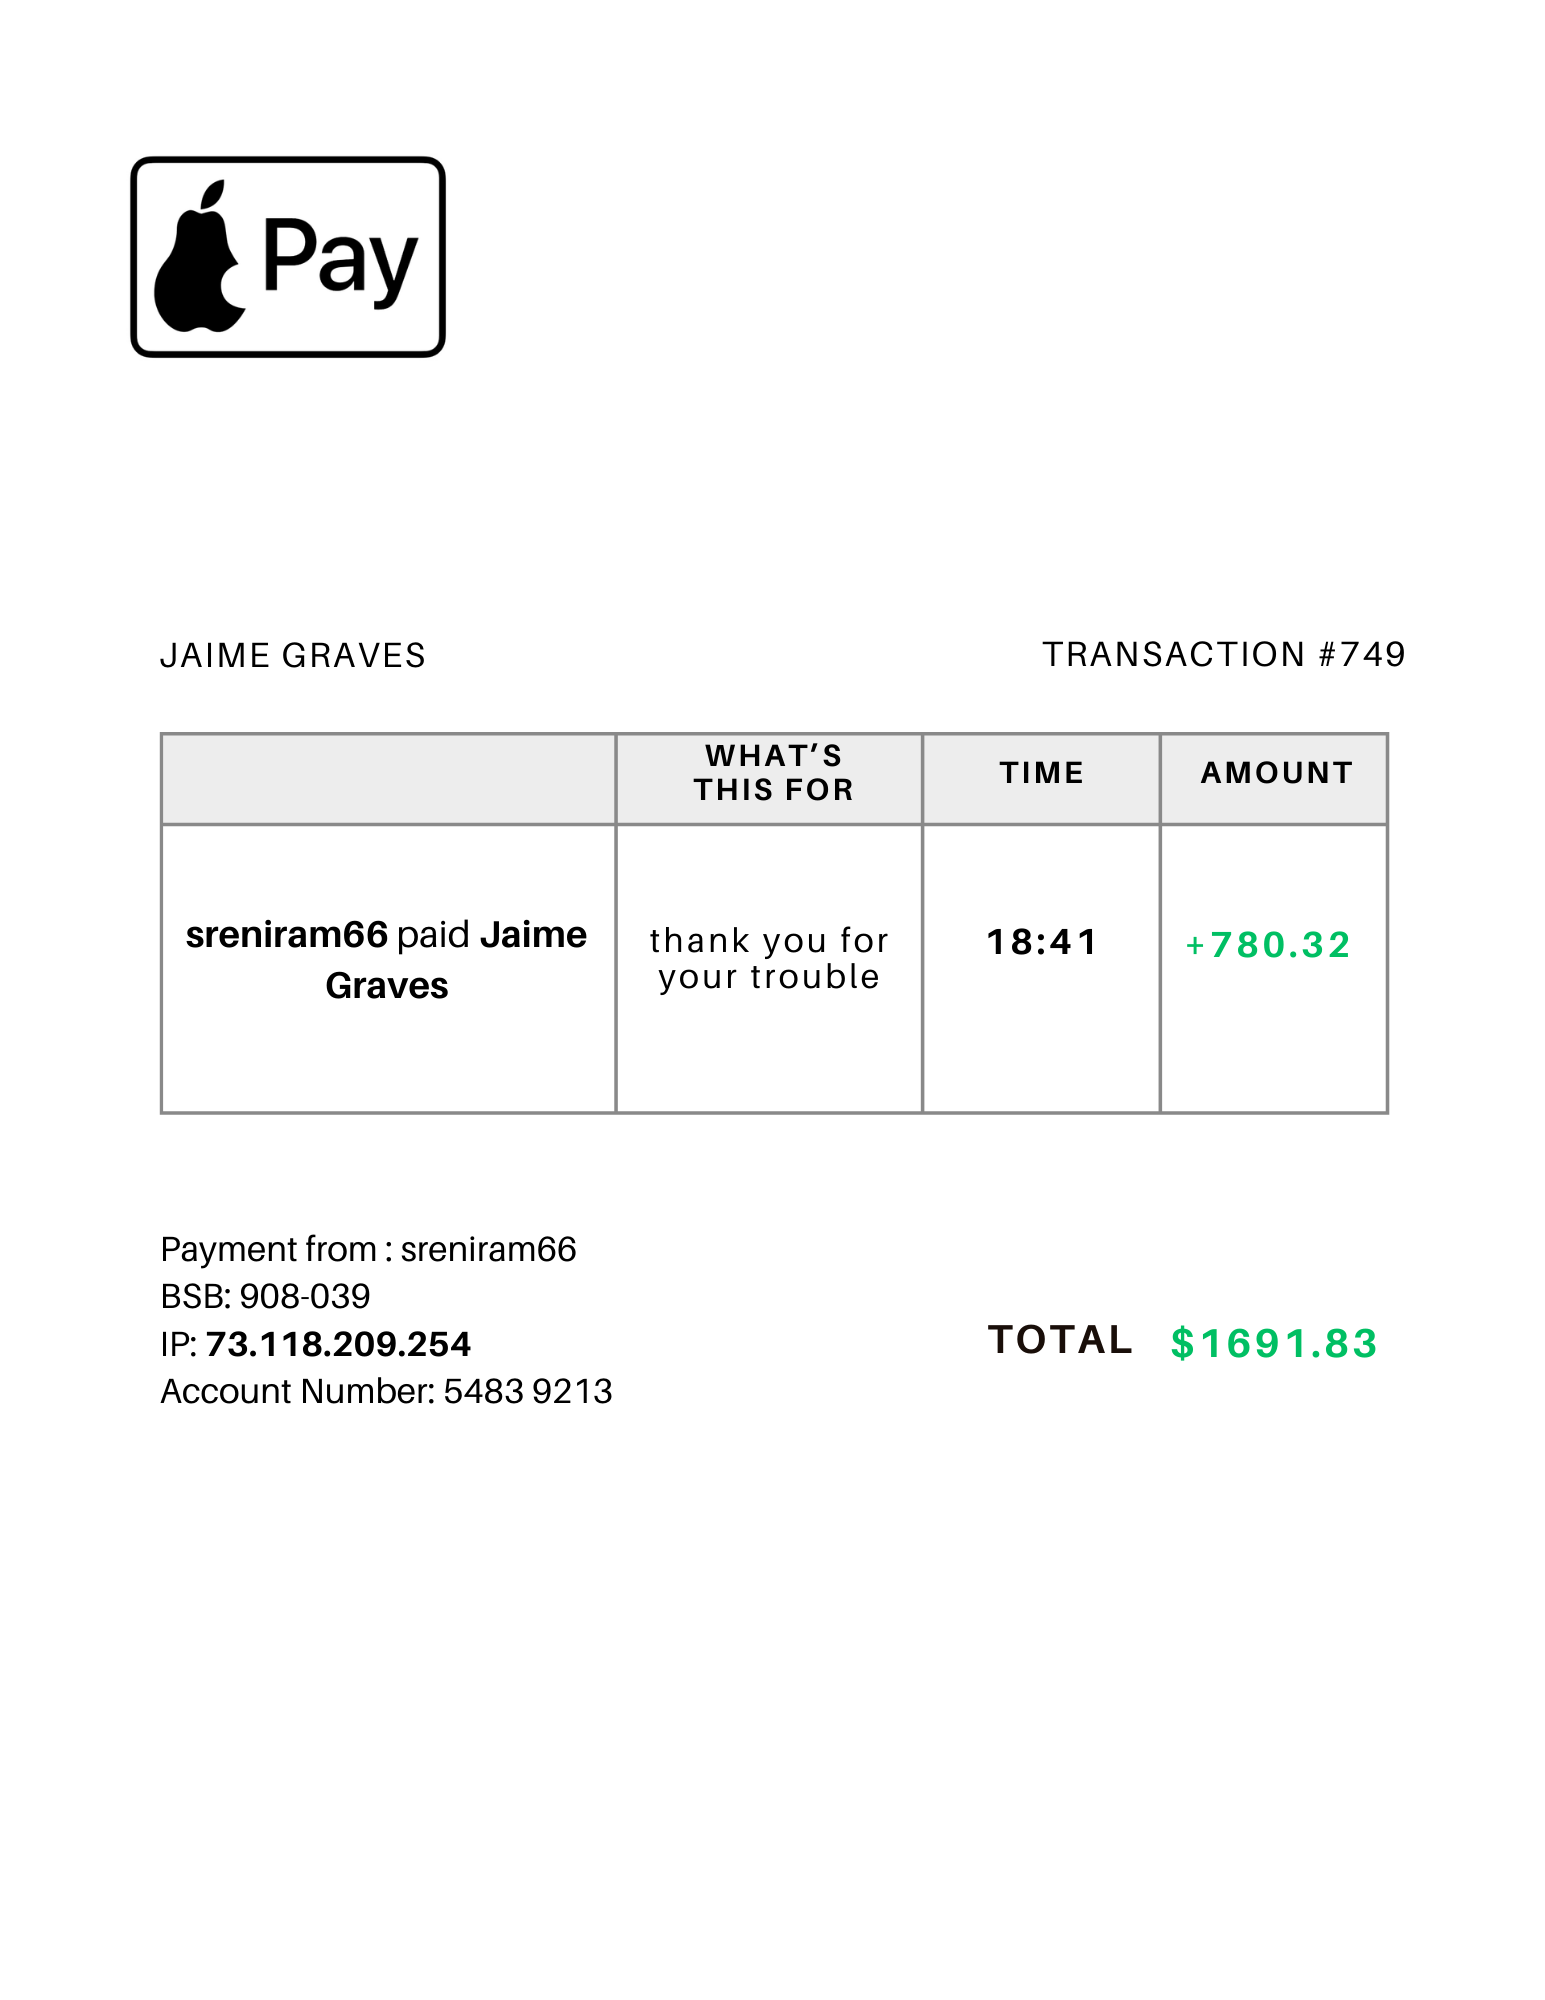 Pay
JAIME GRAVES
TRANSACTION #749
WHAT’S
THIS FOR
TIME
AMOUNT
sreniram66 paid Jaime
Graves
thank you for
your trouble
18:41
+780.32
Payment from : sreniram66
BSB: 908-039
IP: 73.118.209.254
Account Number: 5483 9213
TOTAL $1691.83